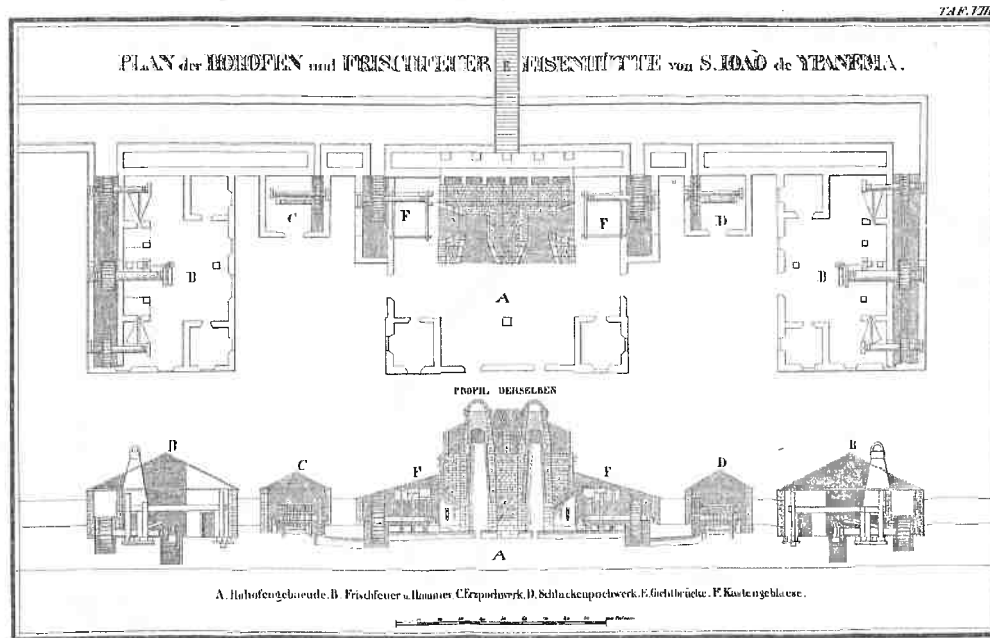 TAF. VIII
PLAN der HOHOFEN und FRISCHFEUER E EISENHÜTTE von S. IOAÕ de YPANEMA.
C F F D
B A B
PROFIL DERSELBEN
B C F F D B
A
A. Hohofengebaeude. B. Frischfeuer u. Hammer. C. Erzpochwerk. D. Schlackenpochwerk. E. Gichtbrücke. F. Kastengeblaese.